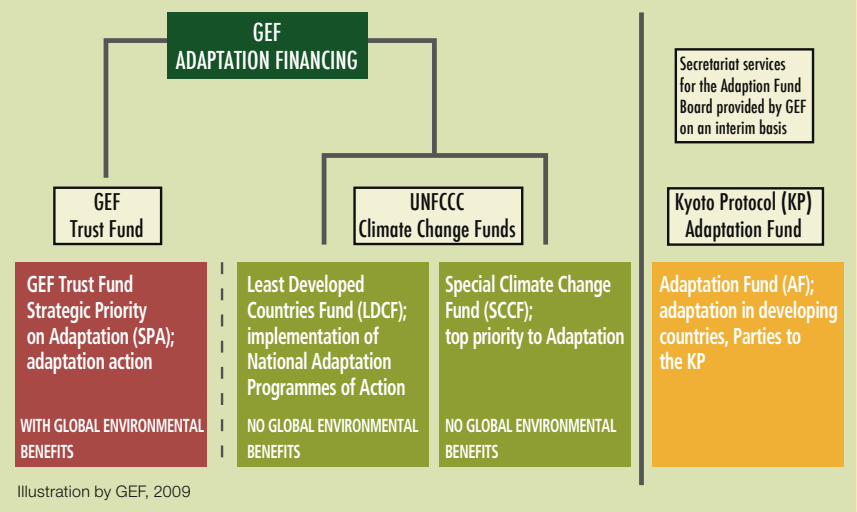 GEF
ADAPTATION FINANCING
Secretariat services
for the Adaption Fund
Board provided by GEF
on an interim basis
GEF
Trust Fund
UNFCCC
Climate Change Funds
Kyoto Protocol (KP)
Adaptation Fund
GEF Trust Fund
Strategic Priority
on Adaptation (SPA);
adaptation action
WITH GLOBAL ENVIRONMENTAL
BENEFITS
Least Developed
Countries Fund (LDCF);
implementation of
National Adaptation
Programmes of Action
NO GLOBAL ENVIRONMENTAL
BENEFITS
Special Climate Change
Fund (SCCF);
top priority to Adaptation
NO GLOBAL ENVIRONMENTAL
BENEFITS
Adaptation Fund (AF);
adaptation in developing
countries, Parties to
the KP
Illustration by GEF, 2009